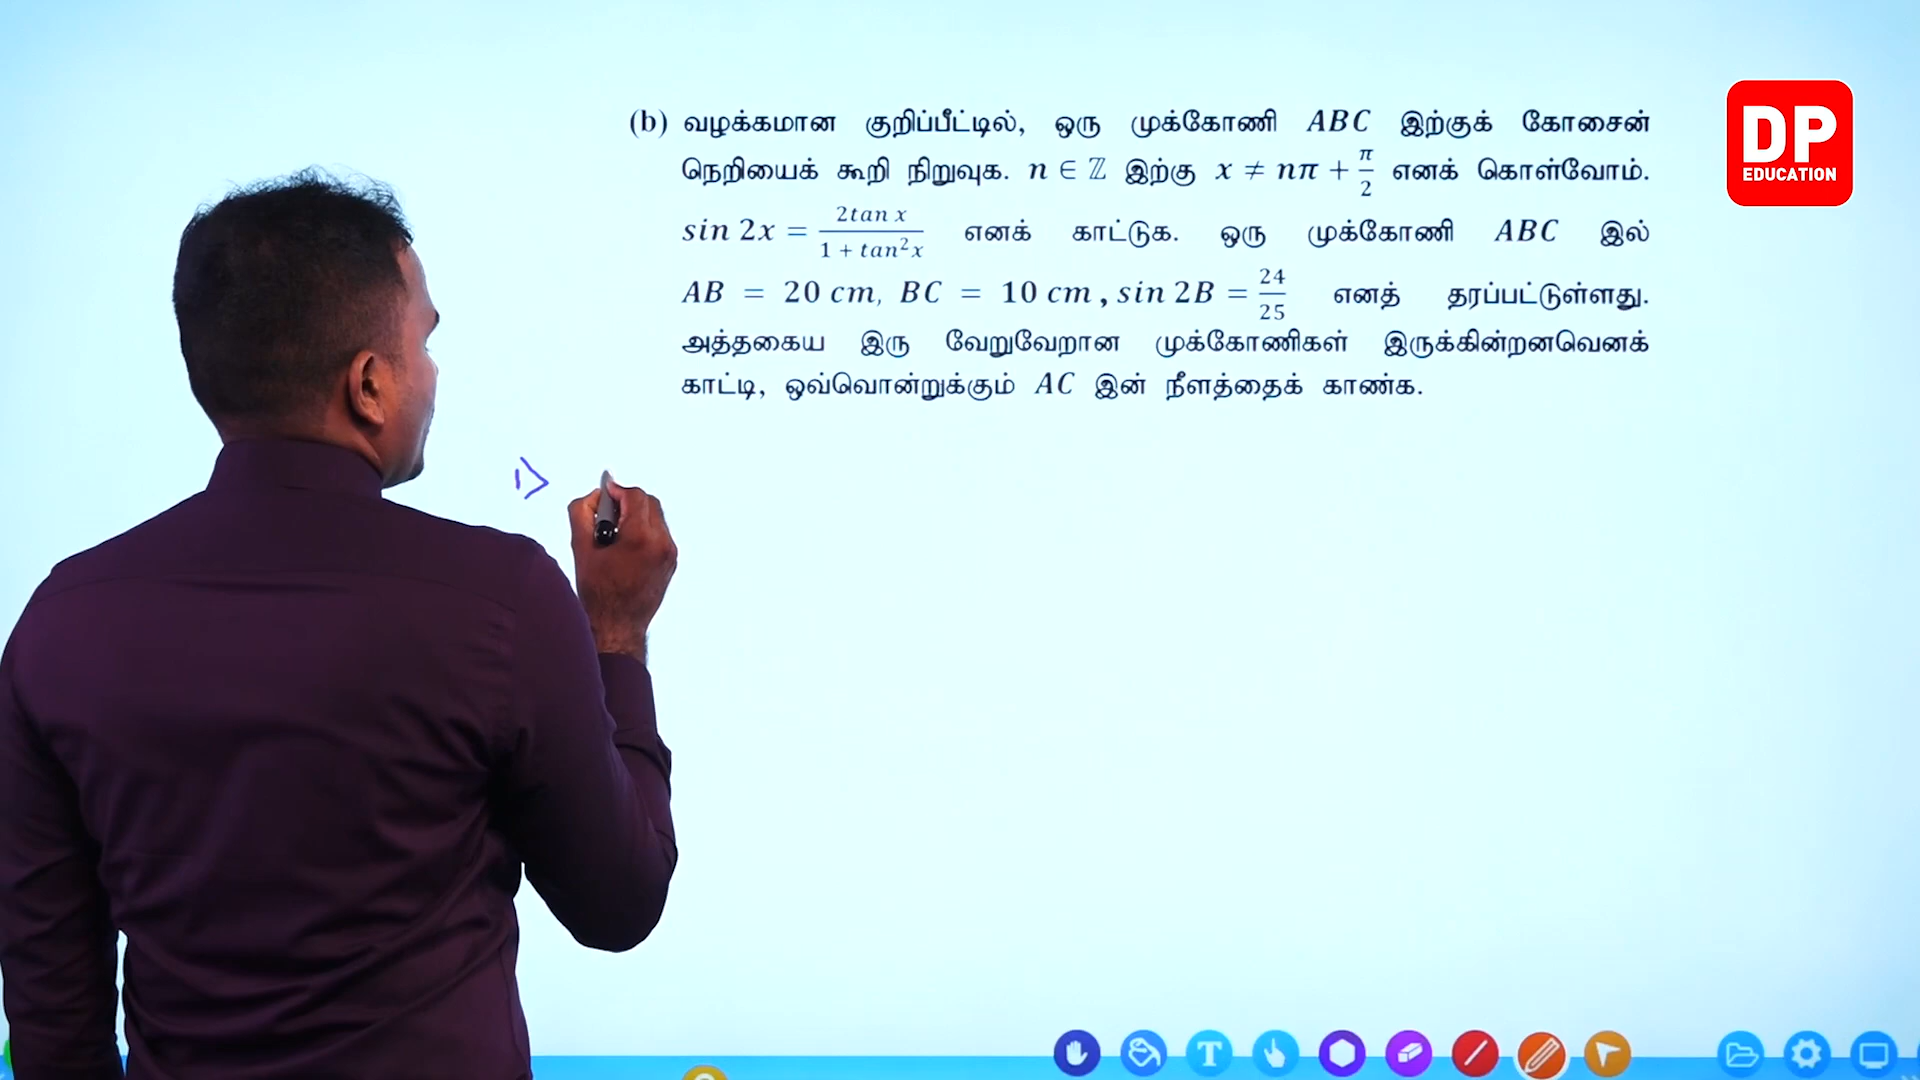 (b) வழக்கமான குறிப்பீட்டில், ஒரு முக்கோணி ABC இற்குக் கோசைன்
நெறியைக் கூறி நிறுவுக. n ∈ ℤ இற்கு x ≠ nπ + π/2 எனக் கொள்வோம்.
sin 2x = 2tan x / 1 + tan²x எனக் காட்டுக. ஒரு முக்கோணி ABC இல்
AB = 20 cm, BC = 10 cm , sin 2B = 24/25 எனத் தரப்பட்டுள்ளது.
அத்தகைய இரு வேறுவேறான முக்கோணிகள் இருக்கின்றனவெனக்
காட்டி, ஒவ்வொன்றுக்கும் AC இன் நீளத்தைக் காண்க.
DP
EDUCATION
1>
T